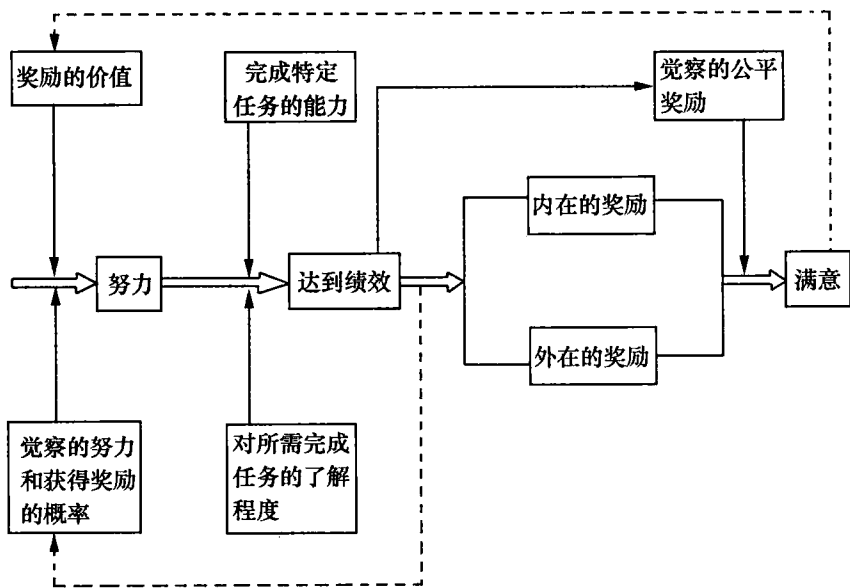 奖励的价值
完成特定
任务的能力
觉察的公平
奖励
内在的奖励
努力
达到绩效
满意
外在的奖励
觉察的努力
和获得奖励
的概率
对所需完成
任务的了解
程度